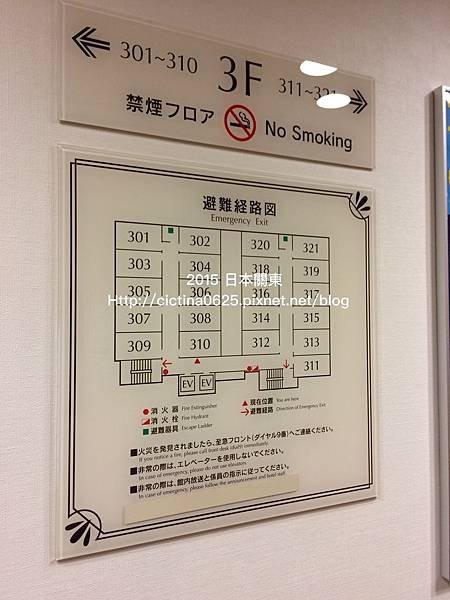 301~310 3F 311~321
禁煙フロア No Smoking
避難経路図
Emergency Exit
301 302 320 321
303 304 318 319
2015 日本關東
305 306 316 317
Http://cictina0625.pixnet.net/blog
307 308 314 315
309 310 312 313
311
EV EV
消火器 Fire Extinguisher
消火栓 Fire Hydrant
避難器具 Escape Ladder
現在位置 You are here
避難経路 Direction of Emergency Exit
■火災を発見されましたら、至急フロント(ダイヤル9番)へご連絡ください。
If you notice a fire, please call front desk immediately.
■非常の際は、エレベーターを使用しないでください。
In case of emergency, please do not use elevators.
■非常の際は、館内放送と係員の指示に従ってください。
In case of emergency, please follow the announcement and hotel staff.